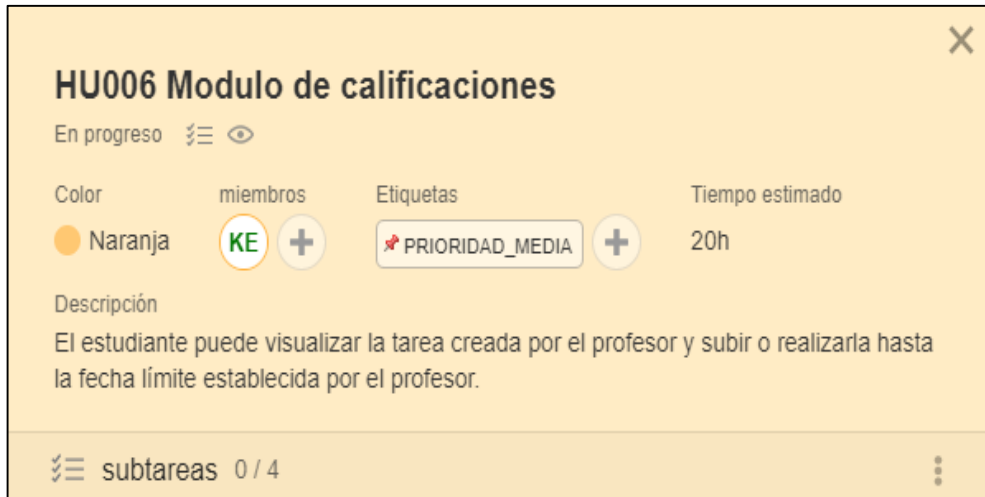 HU006 Modulo de calificaciones
En progreso
Color miembros Etiquetas Tiempo estimado
Naranja KE + PRIORIDAD_MEDIA + 20h
Descripción
El estudiante puede visualizar la tarea creada por el profesor y subir o realizarla hasta
la fecha límite establecida por el profesor.
subtareas 0 / 4